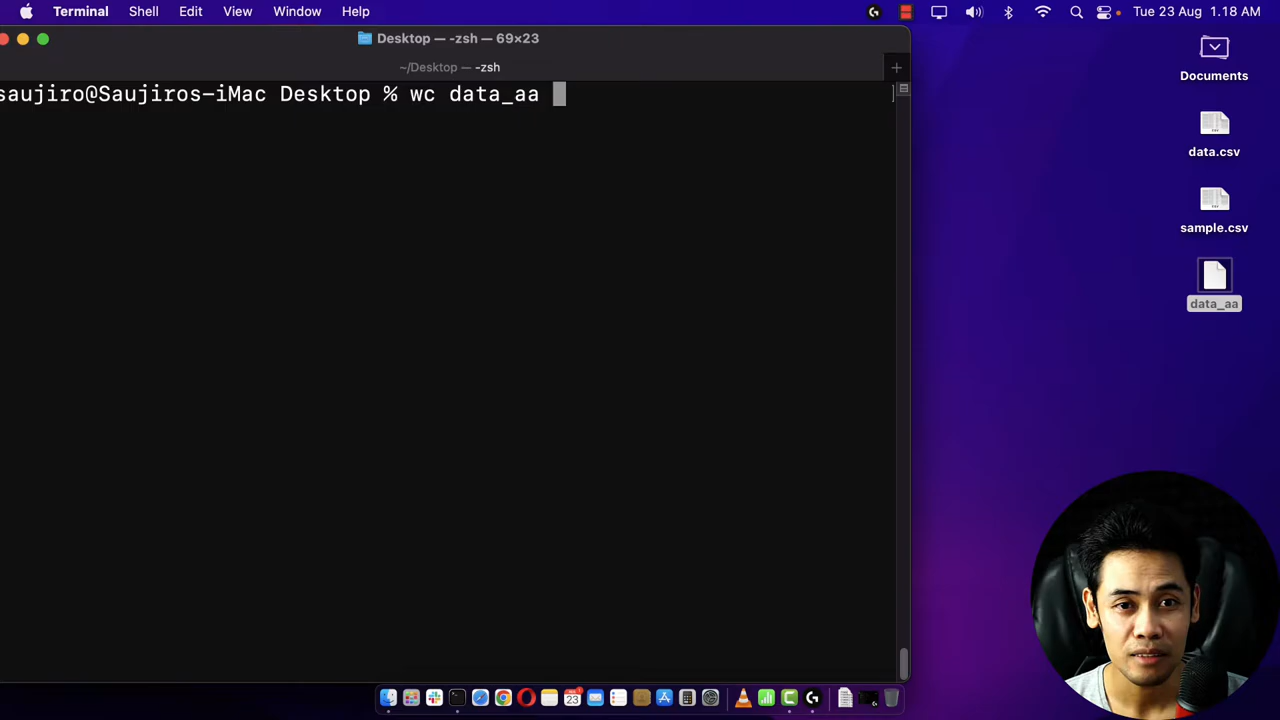 Terminal Shell Edit View Window Help Tue 23 Aug 1.18 AM
Desktop — -zsh — 69×23
~/Desktop — -zsh
saujiro@Saujiros-iMac Desktop % wc data_aa
Documents
data.csv
sample.csv
data_aa